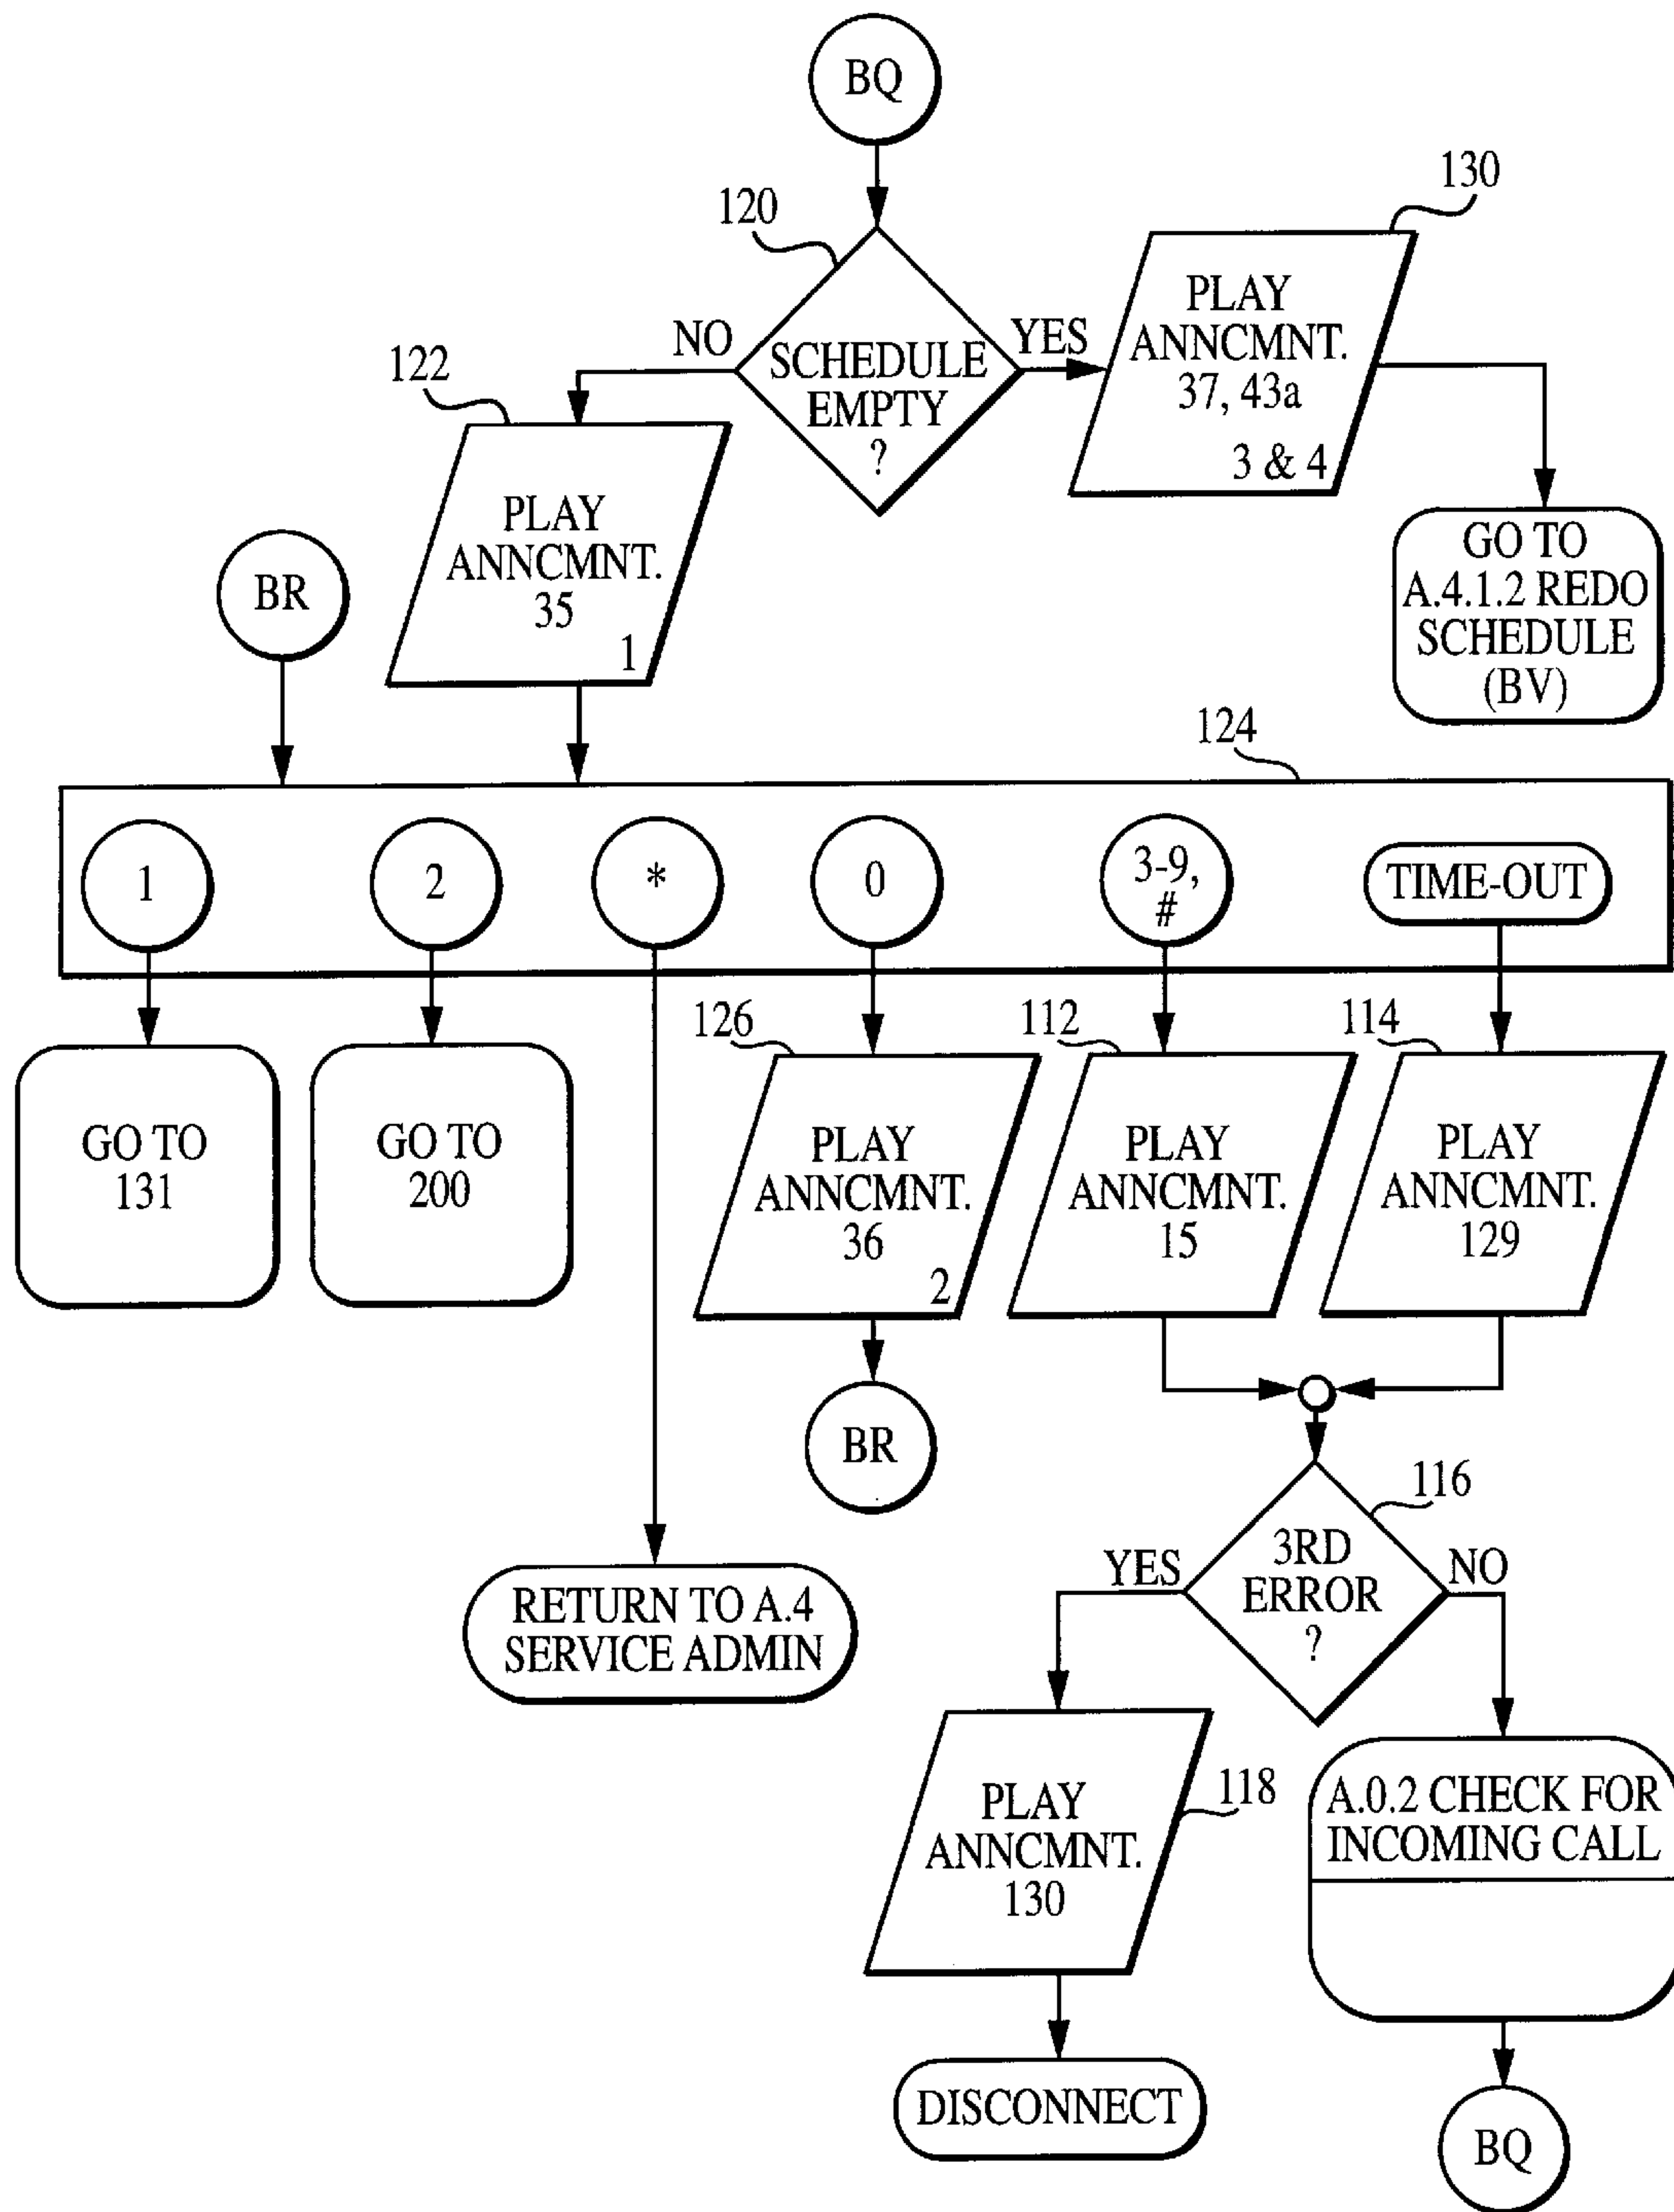 BQ
130
120
NO
SCHEDULE
EMPTY
?
YES
PLAY
ANNCMNT.
37, 43a
3 & 4
122
PLAY
ANNCMNT.
35
1
BR
GO TO
A.4.1.2 REDO
SCHEDULE
(BV)
124
1
2
*
0
3-9,
#
TIME-OUT
GO TO
131
GO TO
200
126
PLAY
ANNCMNT.
36
2
112
PLAY
ANNCMNT.
15
114
PLAY
ANNCMNT.
129
BR
116
YES
3RD
ERROR
?
NO
RETURN TO A.4
SERVICE ADMIN
PLAY
ANNCMNT.
130
118
A.0.2 CHECK FOR
INCOMING CALL
DISCONNECT
BQ